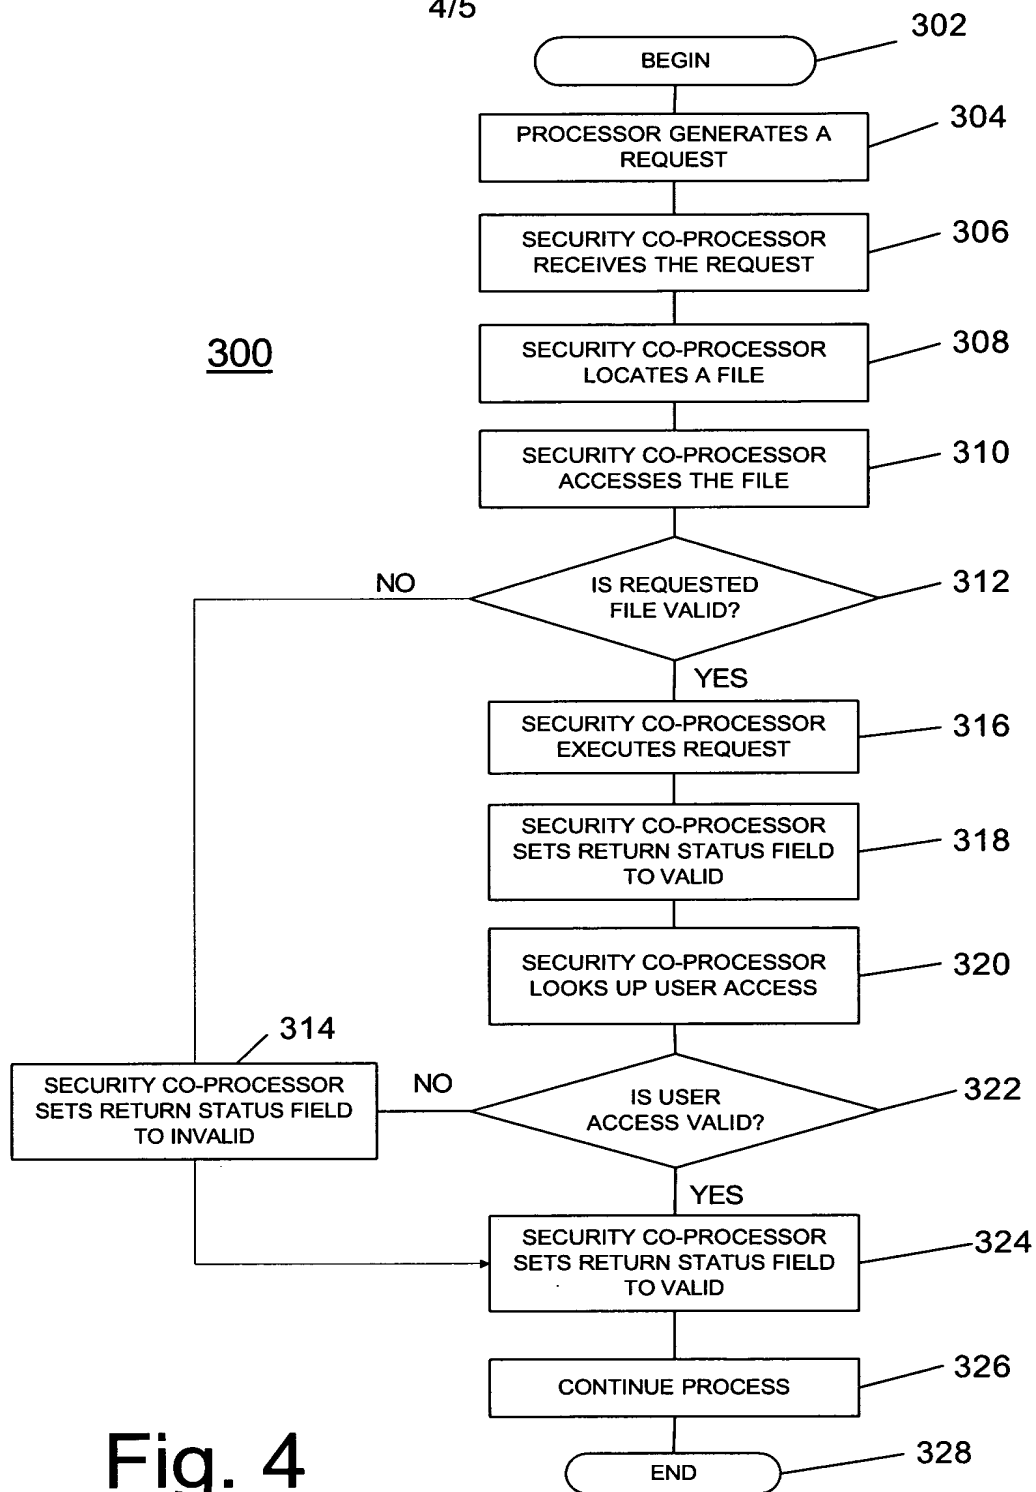 4/5
BEGIN
302
PROCESSOR GENERATES A
REQUEST
304
SECURITY CO-PROCESSOR
RECEIVES THE REQUEST
306
300
SECURITY CO-PROCESSOR
LOCATES A FILE
308
SECURITY CO-PROCESSOR
ACCESSES THE FILE
310
NO
IS REQUESTED
FILE VALID?
312
YES
SECURITY CO-PROCESSOR
EXECUTES REQUEST
316
SECURITY CO-PROCESSOR
SETS RETURN STATUS FIELD
TO VALID
318
SECURITY CO-PROCESSOR
LOOKS UP USER ACCESS
320
314
SECURITY CO-PROCESSOR
SETS RETURN STATUS FIELD
TO INVALID
NO
IS USER
ACCESS VALID?
322
YES
SECURITY CO-PROCESSOR
SETS RETURN STATUS FIELD
TO VALID
324
CONTINUE PROCESS
326
END
328
Fig. 4